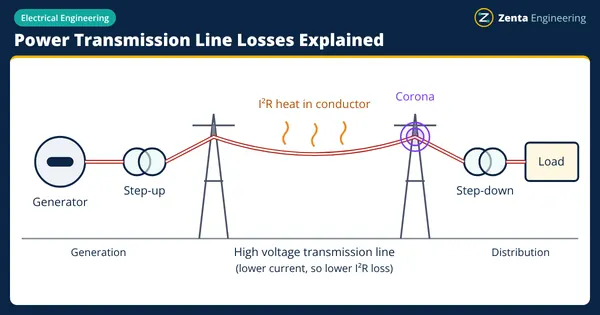 Electrical Engineering
Zenta Engineering
Power Transmission Line Losses Explained
I²R heat in conductor
Corona
Generator
Step-up
Step-down
Load
Generation
High voltage transmission line
(lower current, so lower I²R loss)
Distribution